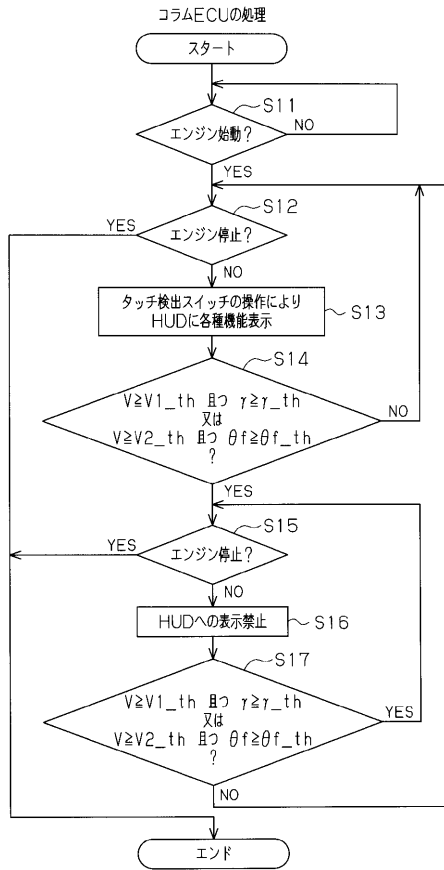 コラムECUの処理
スタート
S11
エンジン始動?
NO
YES
S12
YES
エンジン停止?
NO
タッチ検出スイッチの操作により
HUDに各種機能表示
S13
S14
V≧V1_th 且つ γ≧γ_th
又は
V≧V2_th 且つ θf≧θf_th
?
NO
YES
S15
YES
エンジン停止?
NO
HUDへの表示禁止
S16
S17
V≧V1_th 且つ γ≧γ_th
又は
V≧V2_th 且つ θf≧θf_th
?
YES
NO
エンド